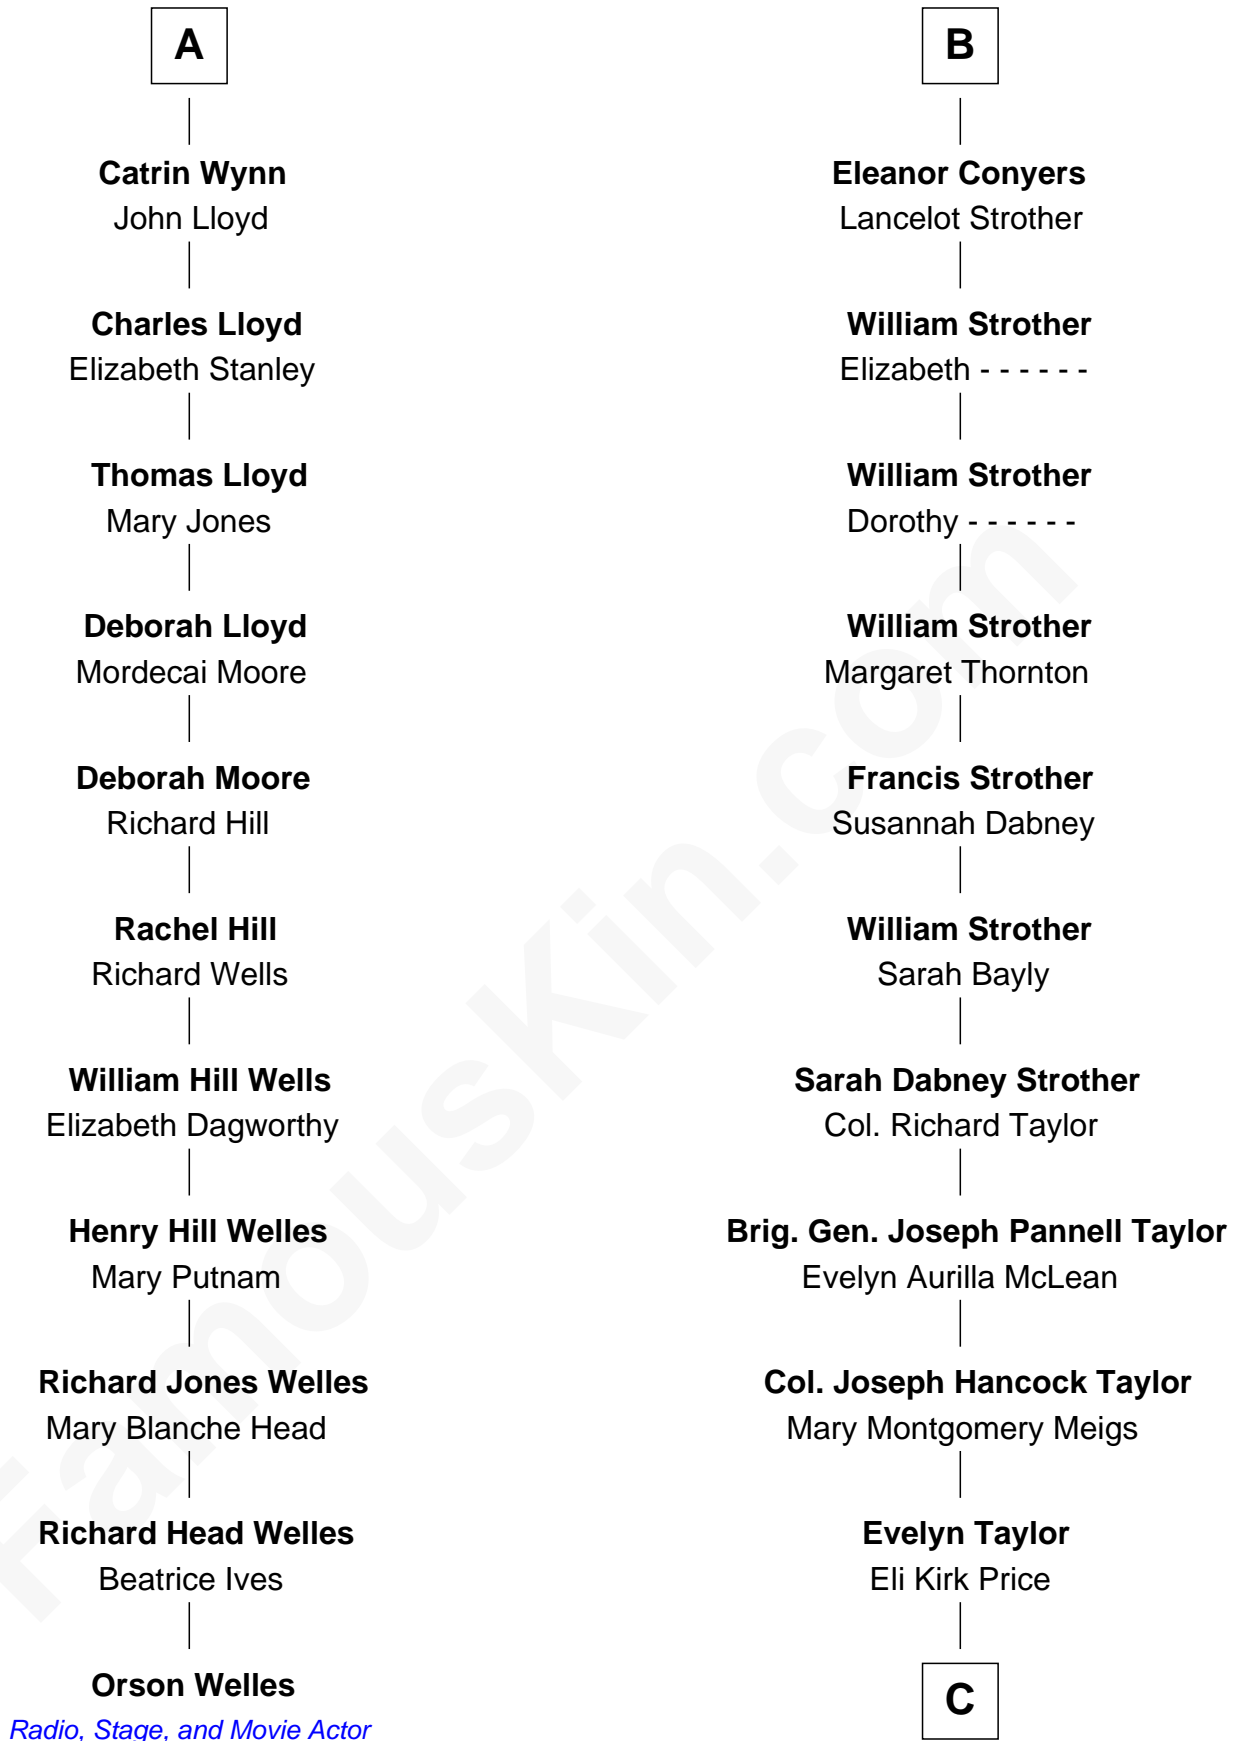 A
Catrin Wynn
John Lloyd
Charles Lloyd
Elizabeth Stanley
Thomas Lloyd
Mary Jones
Deborah Lloyd
Mordecai Moore
Deborah Moore
Richard Hill
Rachel Hill
Richard Wells
William Hill Wells
Elizabeth Dagworthy
Henry Hill Welles
Mary Putnam
Richard Jones Welles
Mary Blanche Head
Richard Head Welles
Beatrice Ives
Orson Welles
Radio, Stage, and Movie Actor
B
Eleanor Conyers
Lancelot Strother
William Strother
Elizabeth - - - - - -
William Strother
Dorothy - - - - - -
William Strother
Margaret Thornton
Francis Strother
Susannah Dabney
William Strother
Sarah Bayly
Sarah Dabney Strother
Col. Richard Taylor
Brig. Gen. Joseph Pannell Taylor
Evelyn Aurilla McLean
Col. Joseph Hancock Taylor
Mary Montgomery Meigs
Evelyn Taylor
Eli Kirk Price
C
FamousKin.com